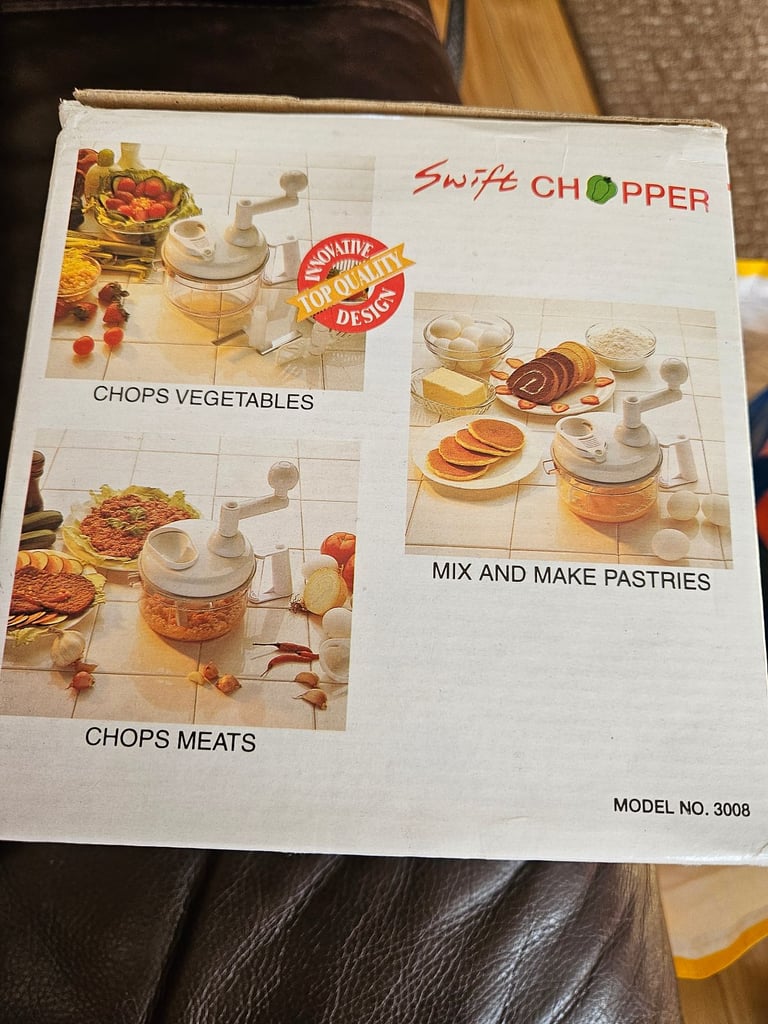 Swift CHOPPER
INNOVATIVE
TOP QUALITY
DESIGN
CHOPS VEGETABLES
MIX AND MAKE PASTRIES
CHOPS MEATS
MODEL NO. 3008